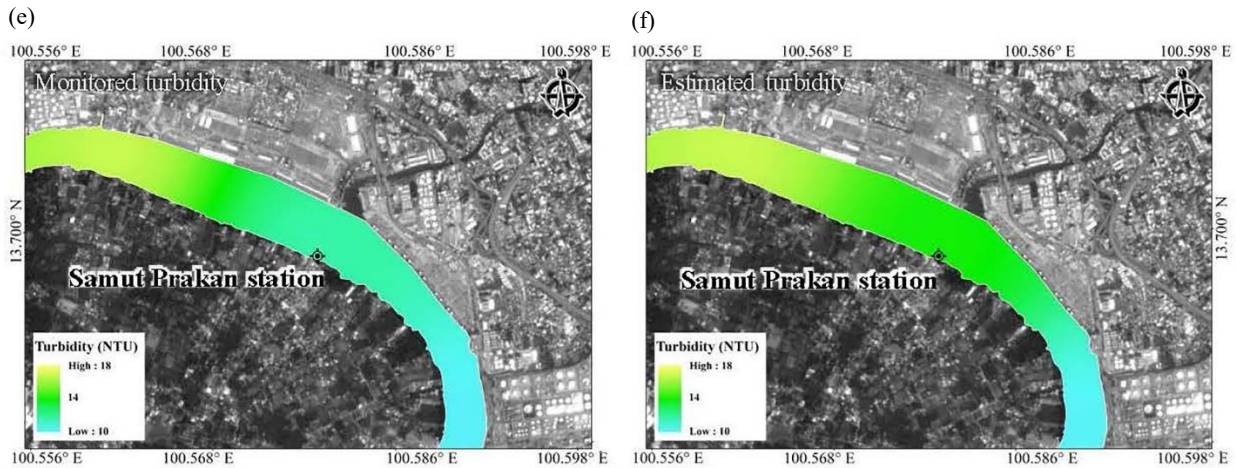 (e)
100.556° E 100.568° E 100.586° E 100.598° E
Monitored turbidity
13.700° N
Samut Prakan station
Turbidity (NTU)
High : 18
14
Low : 10
100.556° E 100.568° E 100.586° E 100.598° E
(f)
100.556° E 100.568° E 100.586° E 100.598° E
Estimated turbidity
13.700° N
Samut Prakan station
Turbidity (NTU)
High : 18
14
Low : 10
100.556° E 100.568° E 100.586° E 100.598° E